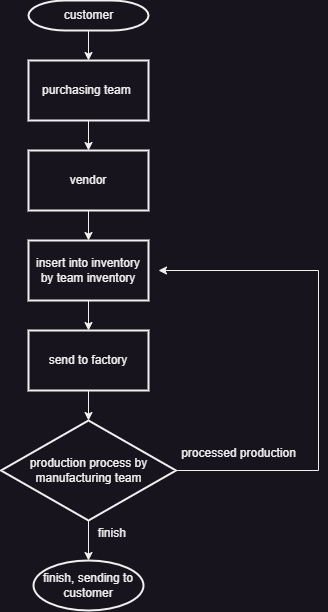 customer
purchasing team
vendor
insert into inventory
by team inventory
send to factory
processed production
production process by
manufacturing team
finish
finish, sending to
customer